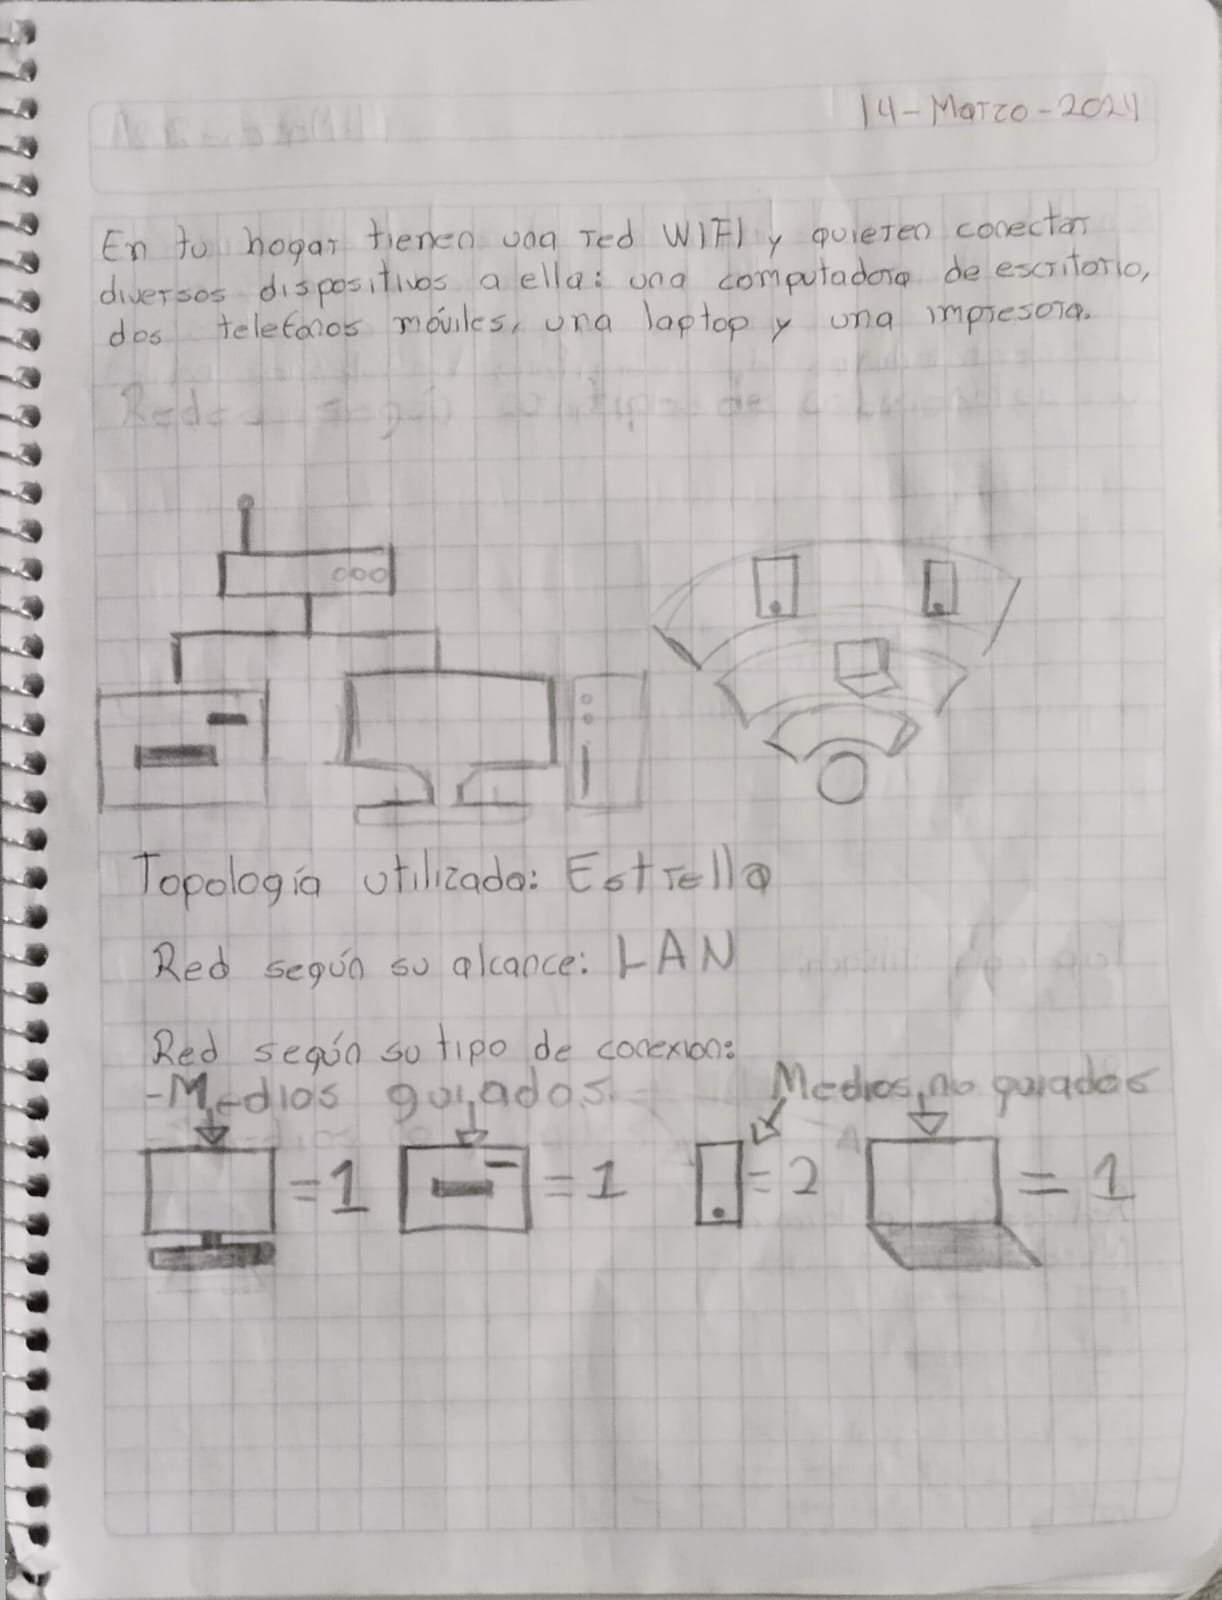 14-Marzo-2024
En tu hogar tienen una red WIFI y quieren conectar
diversos dispositivos a ella: una computadora de escritorio,
dos telefonos móviles, una laptop y una impresora.
Topología utilizada: Estrella
Red según su alcance: LAN
Red según su tipo de conexion:
-Medios guiados. Medios no guiados
=1 =1 =2 =1